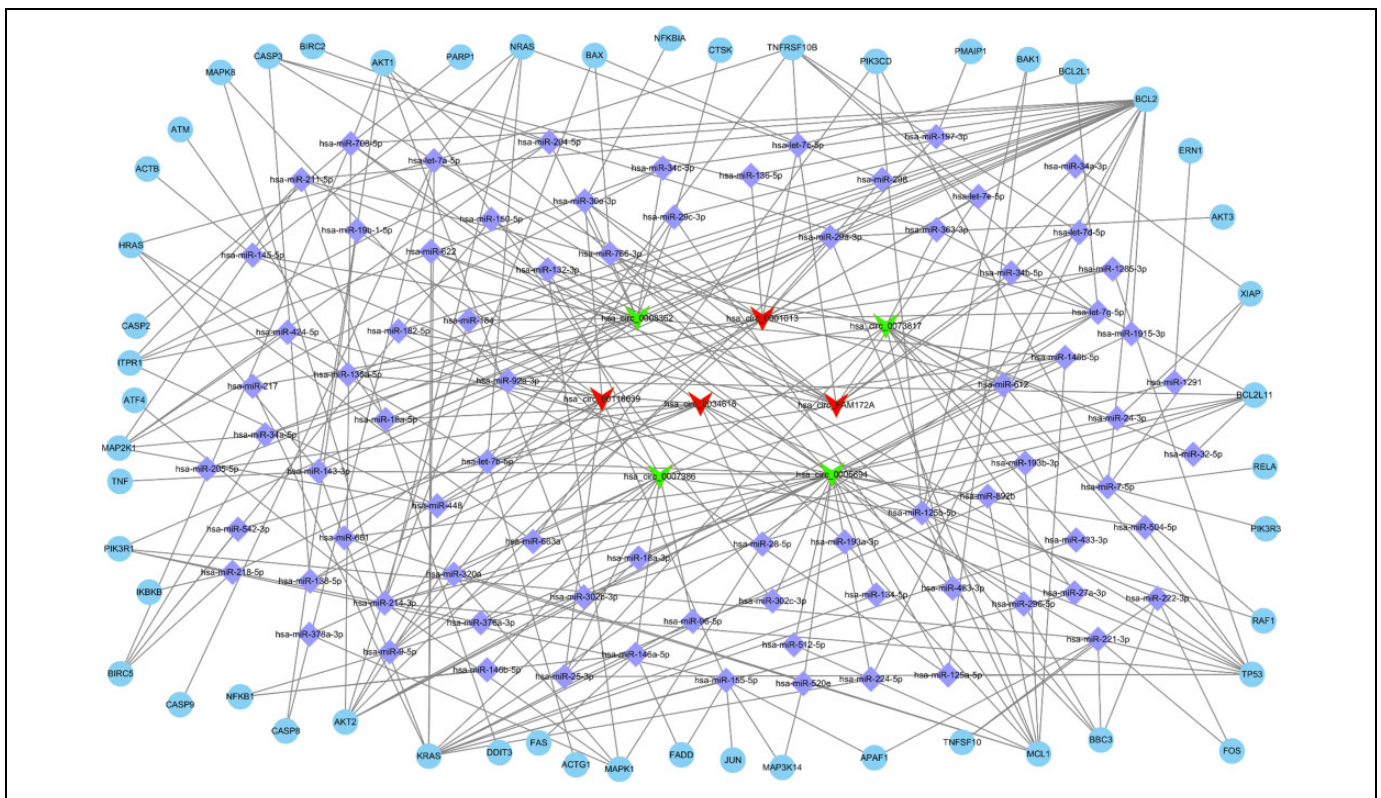 NFKBIA
BIRC2
CASP3
PARP1
NRAS
BAX
CTSK
TNFRSF10B
PMAIP1
AKT1
PIK3CD
BAK1
MAPK8
BCL2L1
BCL2
ATM
hsa-miR-197-3p
hsa-miR-708-5p
hsa-miR-204-5p
hsa-let-7c-5p
ERN1
hsa-let-7a-5p
ACTB
hsa-miR-34c-5p
hsa-miR-34a-3p
hsa-miR-136-5p
hsa-miR-211-5p
hsa-miR-298
hsa-let-7e-5p
hsa-miR-30e-3p
AKT3
hsa-miR-150-5p
hsa-miR-29c-3p
hsa-miR-19b-1-5p
hsa-miR-363-3p
hsa-let-7d-5p
hsa-miR-29a-3p
HRAS
hsa-miR-622
hsa-miR-766-3p
hsa-miR-145-5p
hsa-miR-132-3p
hsa-miR-34b-5p
hsa-miR-1285-3p
XIAP
hsa-let-7g-5p
hsa-miR-184
hsa_circ_0008362
hsa_circ_0001013
hsa_circ_0073817
CASP2
hsa-miR-424-5p
hsa-miR-182-5p
hsa-miR-1915-3p
hsa-miR-148b-5p
ITPR1
hsa-miR-135a-5p
hsa-miR-92a-3p
hsa-miR-1291
hsa-miR-217
hsa-miR-612
BCL2L11
ATF4
hsa_circ_00118639
hsa_circ_0034616
hsa_circ_FAM172A
hsa-miR-18a-5p
hsa-miR-24-3p
hsa-miR-34a-5p
MAP2K1
hsa-miR-32-5p
hsa-let-7b-5p
hsa-miR-193b-3p
RELA
hsa-miR-205-5p
hsa-miR-143-3p
hsa_circ_0007386
hsa_circ_0005694
TNF
hsa-miR-7-5p
hsa-miR-892b
hsa-miR-448
hsa-miR-125b-5p
hsa-miR-542-3p
hsa-miR-504-5p
PIK3R3
hsa-miR-661
hsa-miR-663a
hsa-miR-28-5p
hsa-miR-193a-3p
hsa-miR-433-3p
PIK3R1
hsa-miR-18a-3p
hsa-miR-218-5p
hsa-miR-320a
hsa-miR-138-5p
hsa-miR-483-3p
IKBKB
hsa-miR-134-5p
hsa-miR-27a-3p
hsa-miR-302b-3p
hsa-miR-302c-3p
hsa-miR-214-3p
hsa-miR-296-5p
hsa-miR-222-3p
RAF1
hsa-miR-376a-3p
hsa-miR-96-5p
hsa-miR-378a-3p
hsa-miR-221-3p
hsa-miR-512-5p
hsa-miR-9-5p
hsa-miR-146a-5p
BIRC5
hsa-miR-146b-5p
hsa-miR-25-3p
TP53
hsa-miR-155-5p
hsa-miR-520e
hsa-miR-224-5p
hsa-miR-125a-5p
NFKB1
CASP9
AKT2
CASP8
TNFSF10
BBC3
FAS
FADD
KRAS
DDIT3
MCL1
FOS
APAF1
JUN
ACTG1
MAPK1
MAP3K14